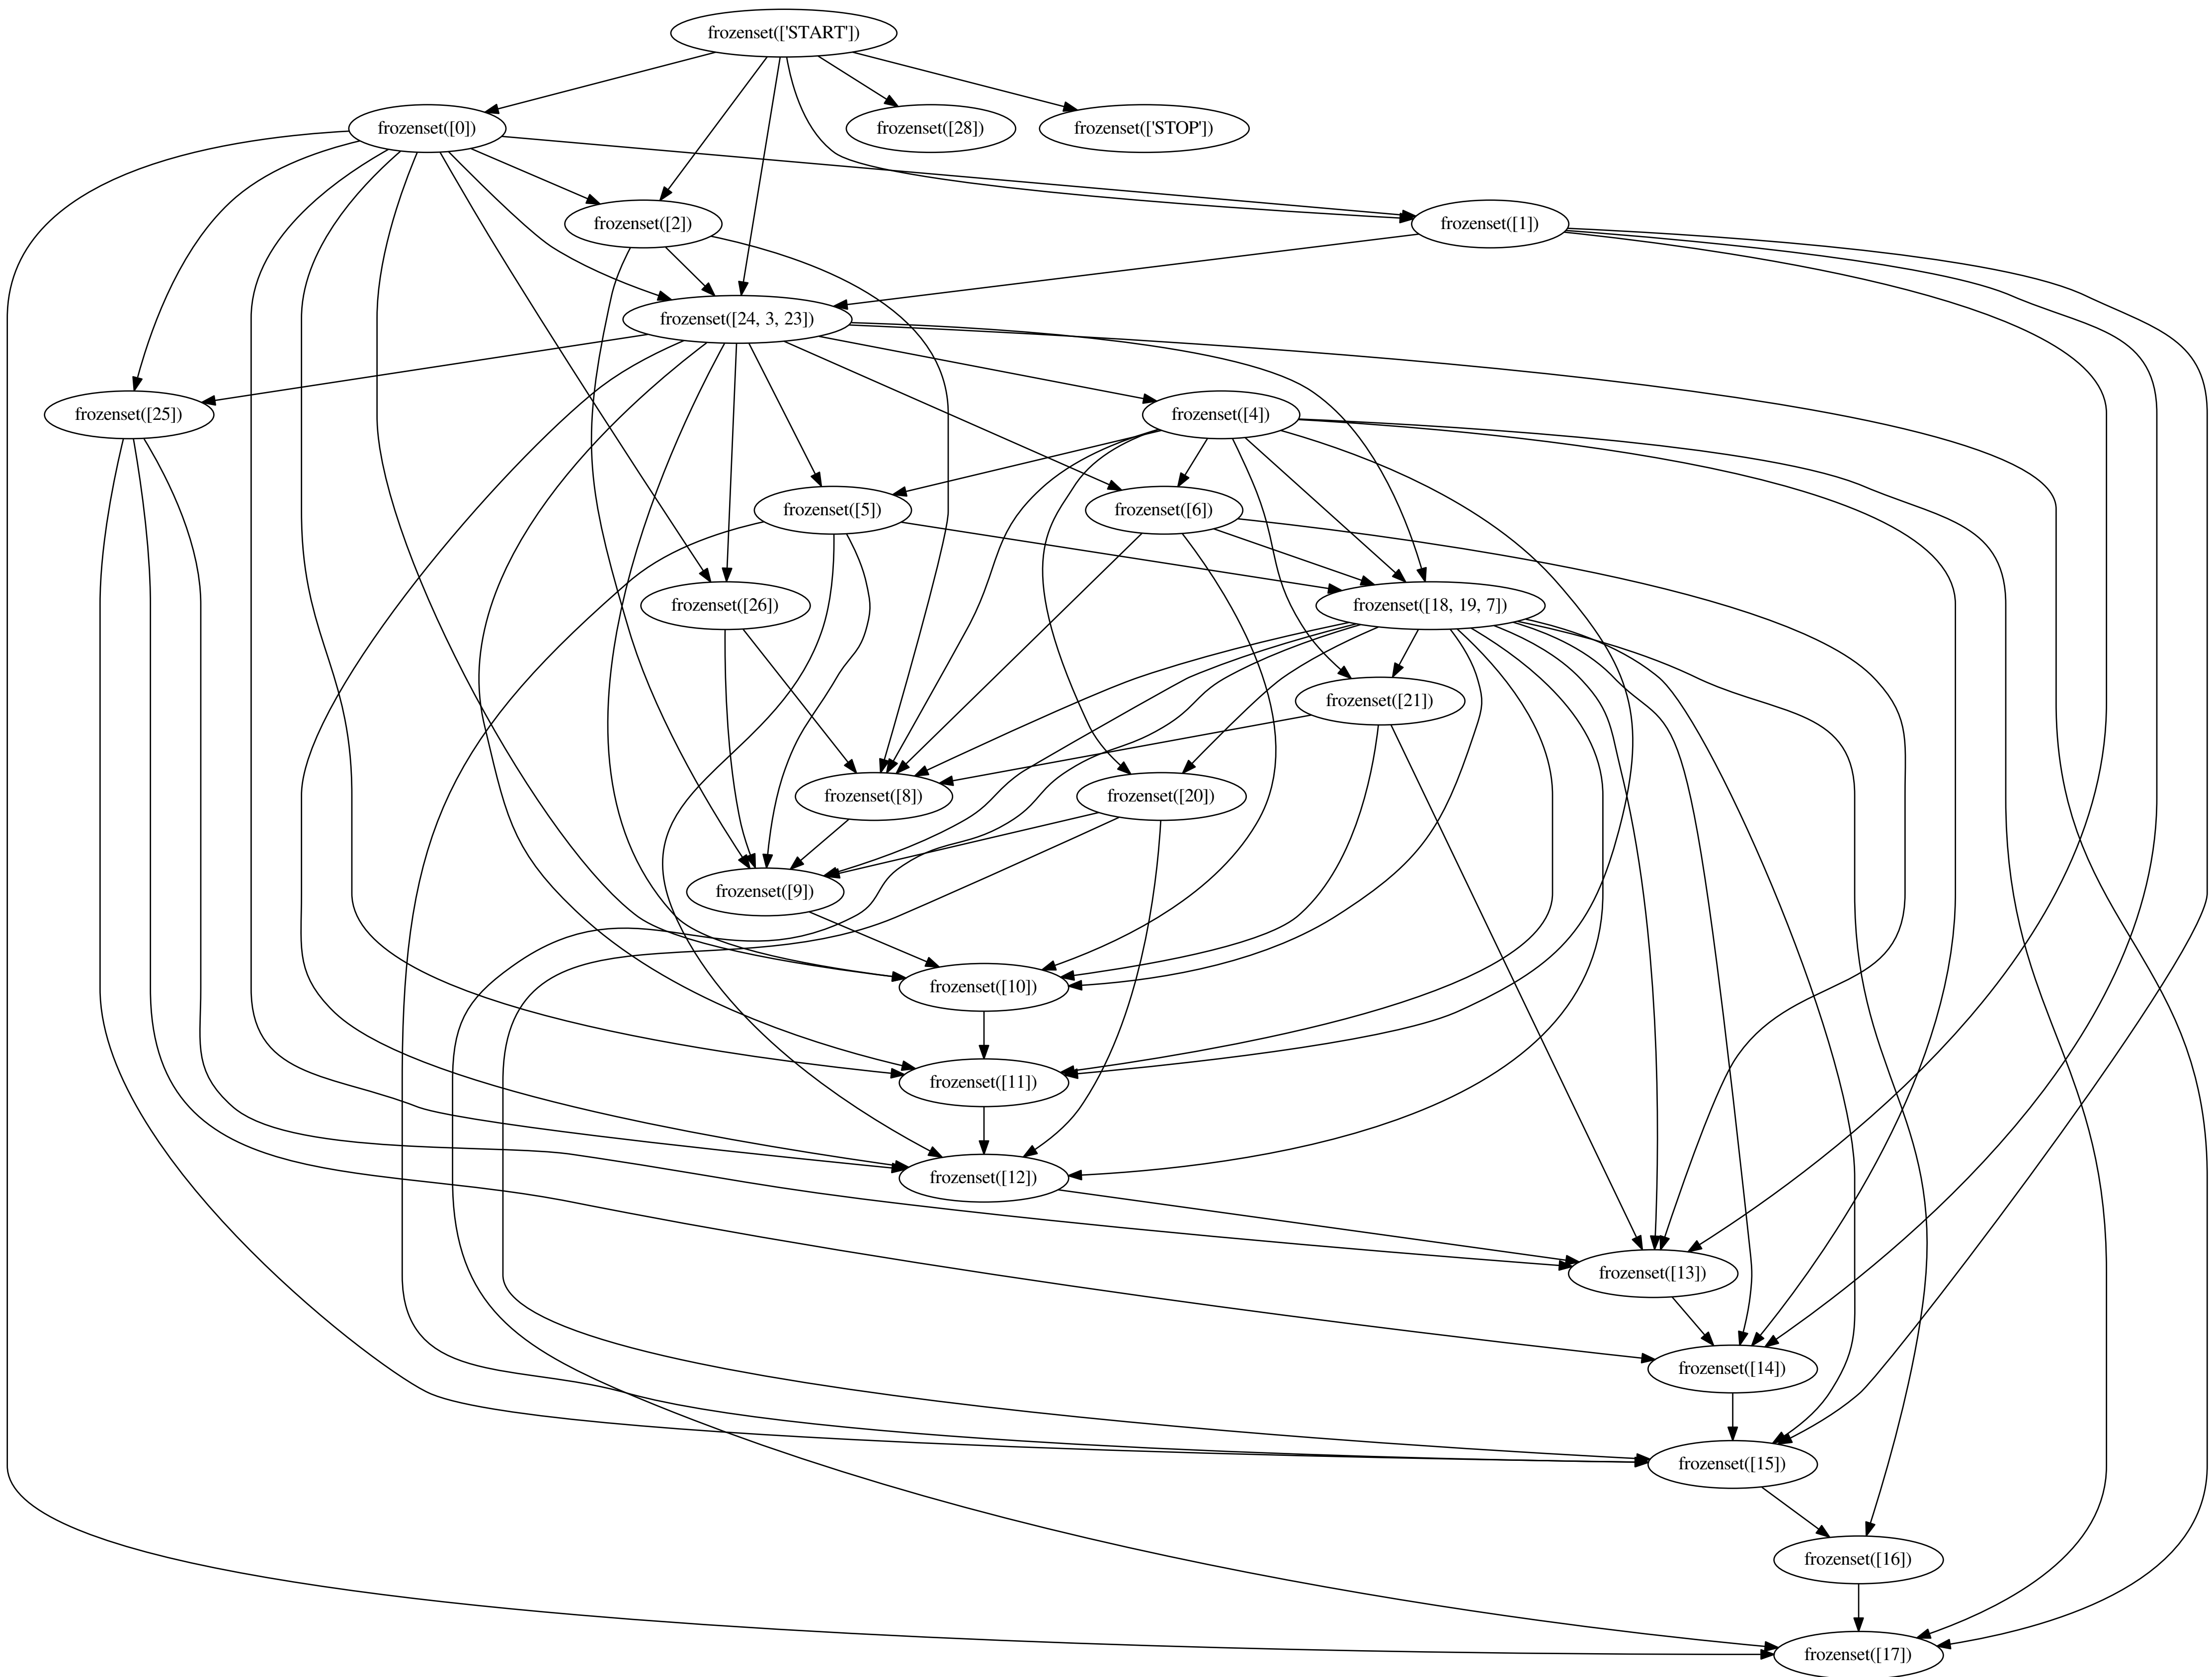 frozenset(['START'])
frozenset([0])
frozenset([28])
frozenset(['STOP'])
frozenset([2])
frozenset([1])
frozenset([24, 3, 23])
frozenset([25])
frozenset([4])
frozenset([5])
frozenset([6])
frozenset([26])
frozenset([18, 19, 7])
frozenset([21])
frozenset([8])
frozenset([20])
frozenset([9])
frozenset([10])
frozenset([11])
frozenset([12])
frozenset([13])
frozenset([14])
frozenset([15])
frozenset([16])
frozenset([17])